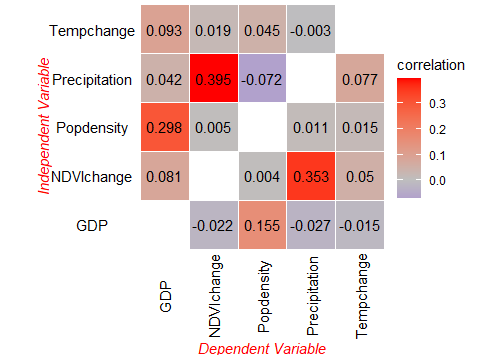 Independent Variable
Tempchange 0.093 0.019 0.045 -0.003
Precipitation 0.042 0.395 -0.072 0.077
Popdensity 0.298 0.005 0.011 0.015
NDVIchange 0.081 0.004 0.353 0.05
GDP -0.022 0.155 -0.027 -0.015
GDP
NDVIchange
Popdensity
Precipitation
Tempchange
Dependent Variable
correlation
0.3
0.2
0.1
0.0